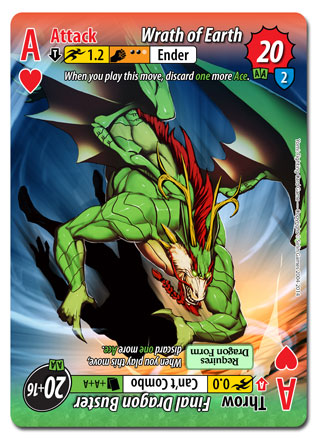 A Attack Wrath of Earth 20
1.2 Ender AA 2
When you play this move, discard one more Ace.
A Throw Final Dragon Buster 20+16
0.0 Can't Combo +A+A AA
When you play this move,
discard one more Ace.
Requires
Dragon Form